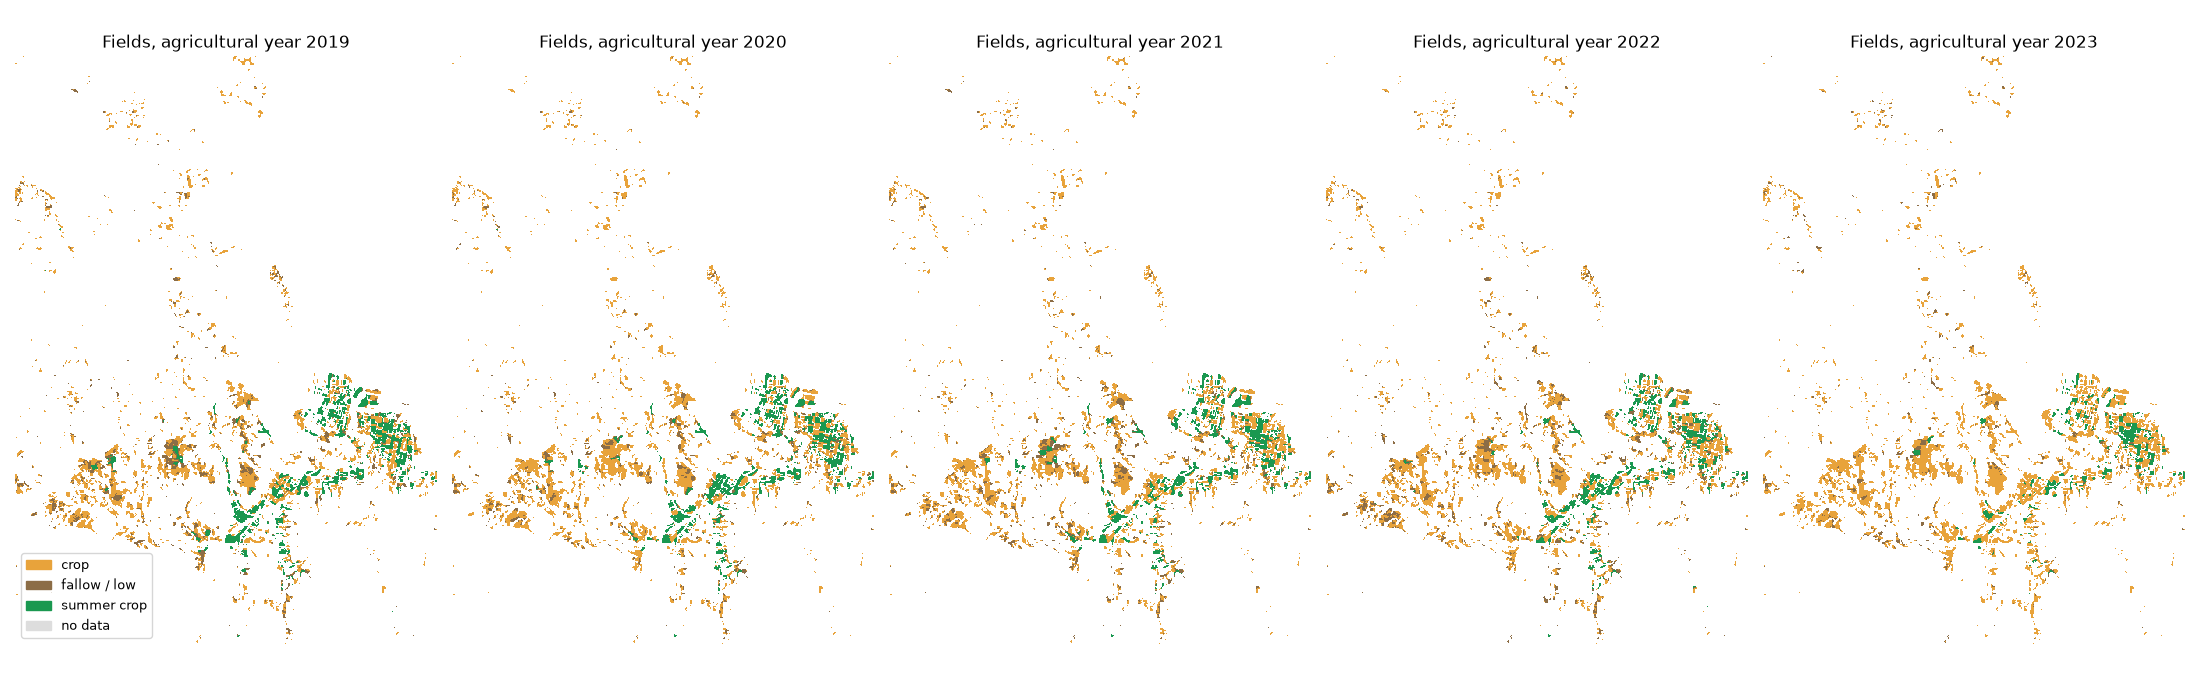 Fields, agricultural year 2019
Fields, agricultural year 2020
Fields, agricultural year 2021
Fields, agricultural year 2022
Fields, agricultural year 2023
crop
fallow / low
summer crop
no data